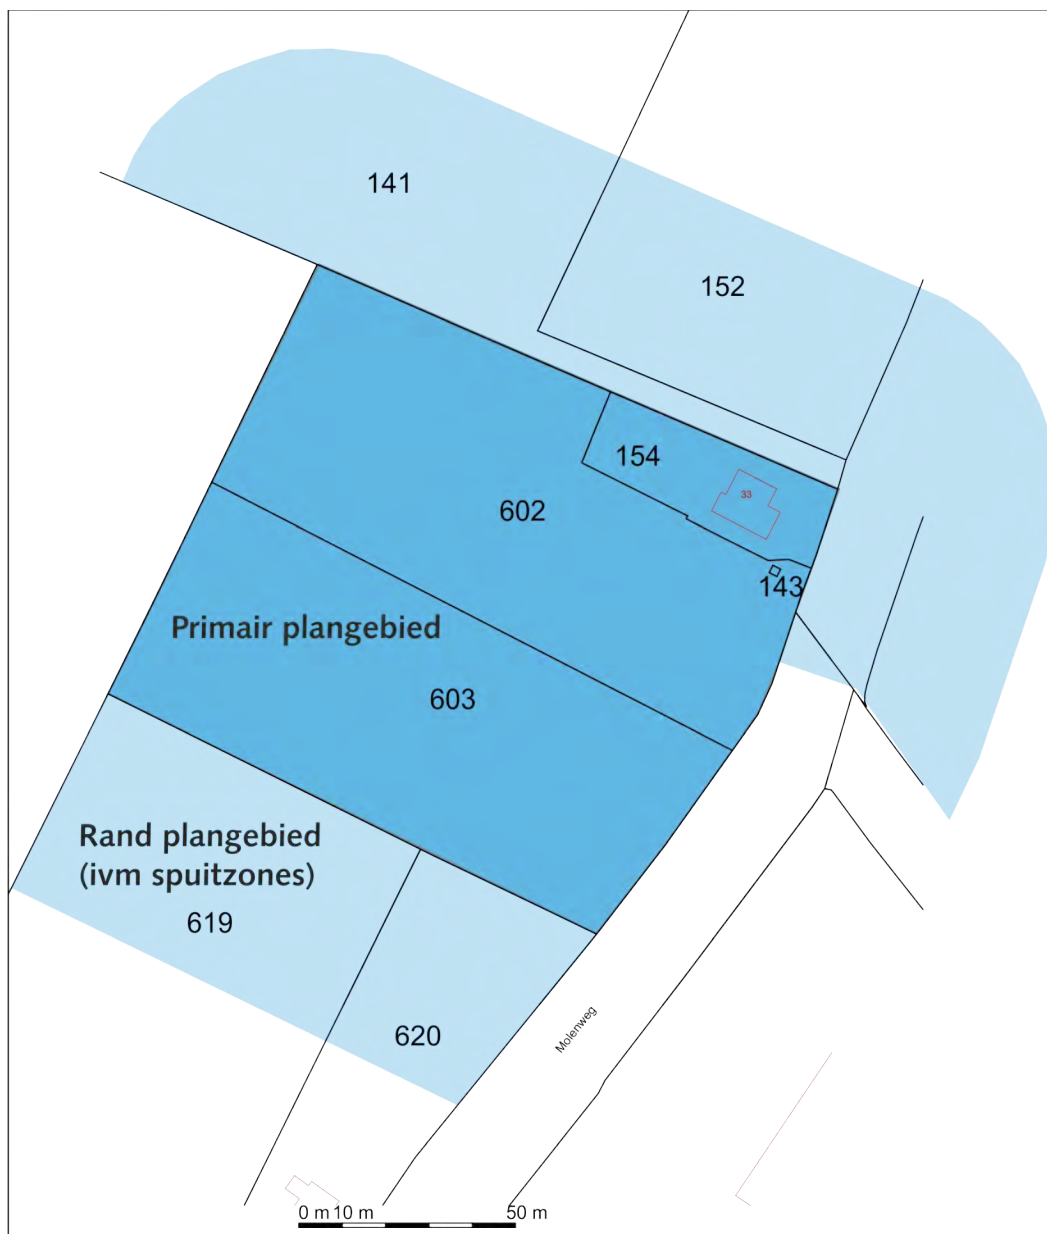 141
152
154
33
602
143
Primair plangebied
603
Rand plangebied
(ivm spuitzones)
619
620
Molenweg
0 m 10 m 50 m